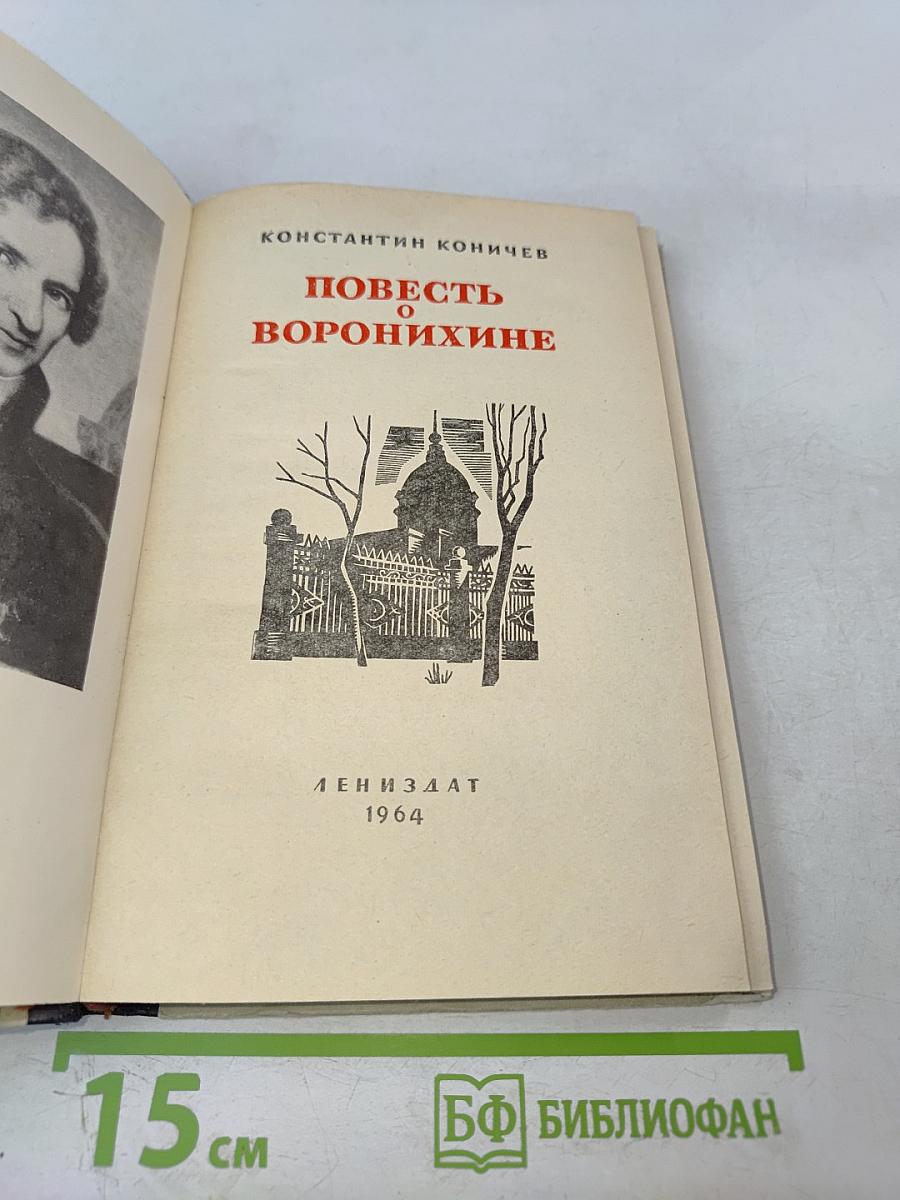 КОНСТАНТИН КОНИЧЕВ
ПОВЕСТЬ
О
ВОРОНИХИНЕ
ЛЕНИЗДАТ
1964
15 см
БФ БИБЛИОФАН